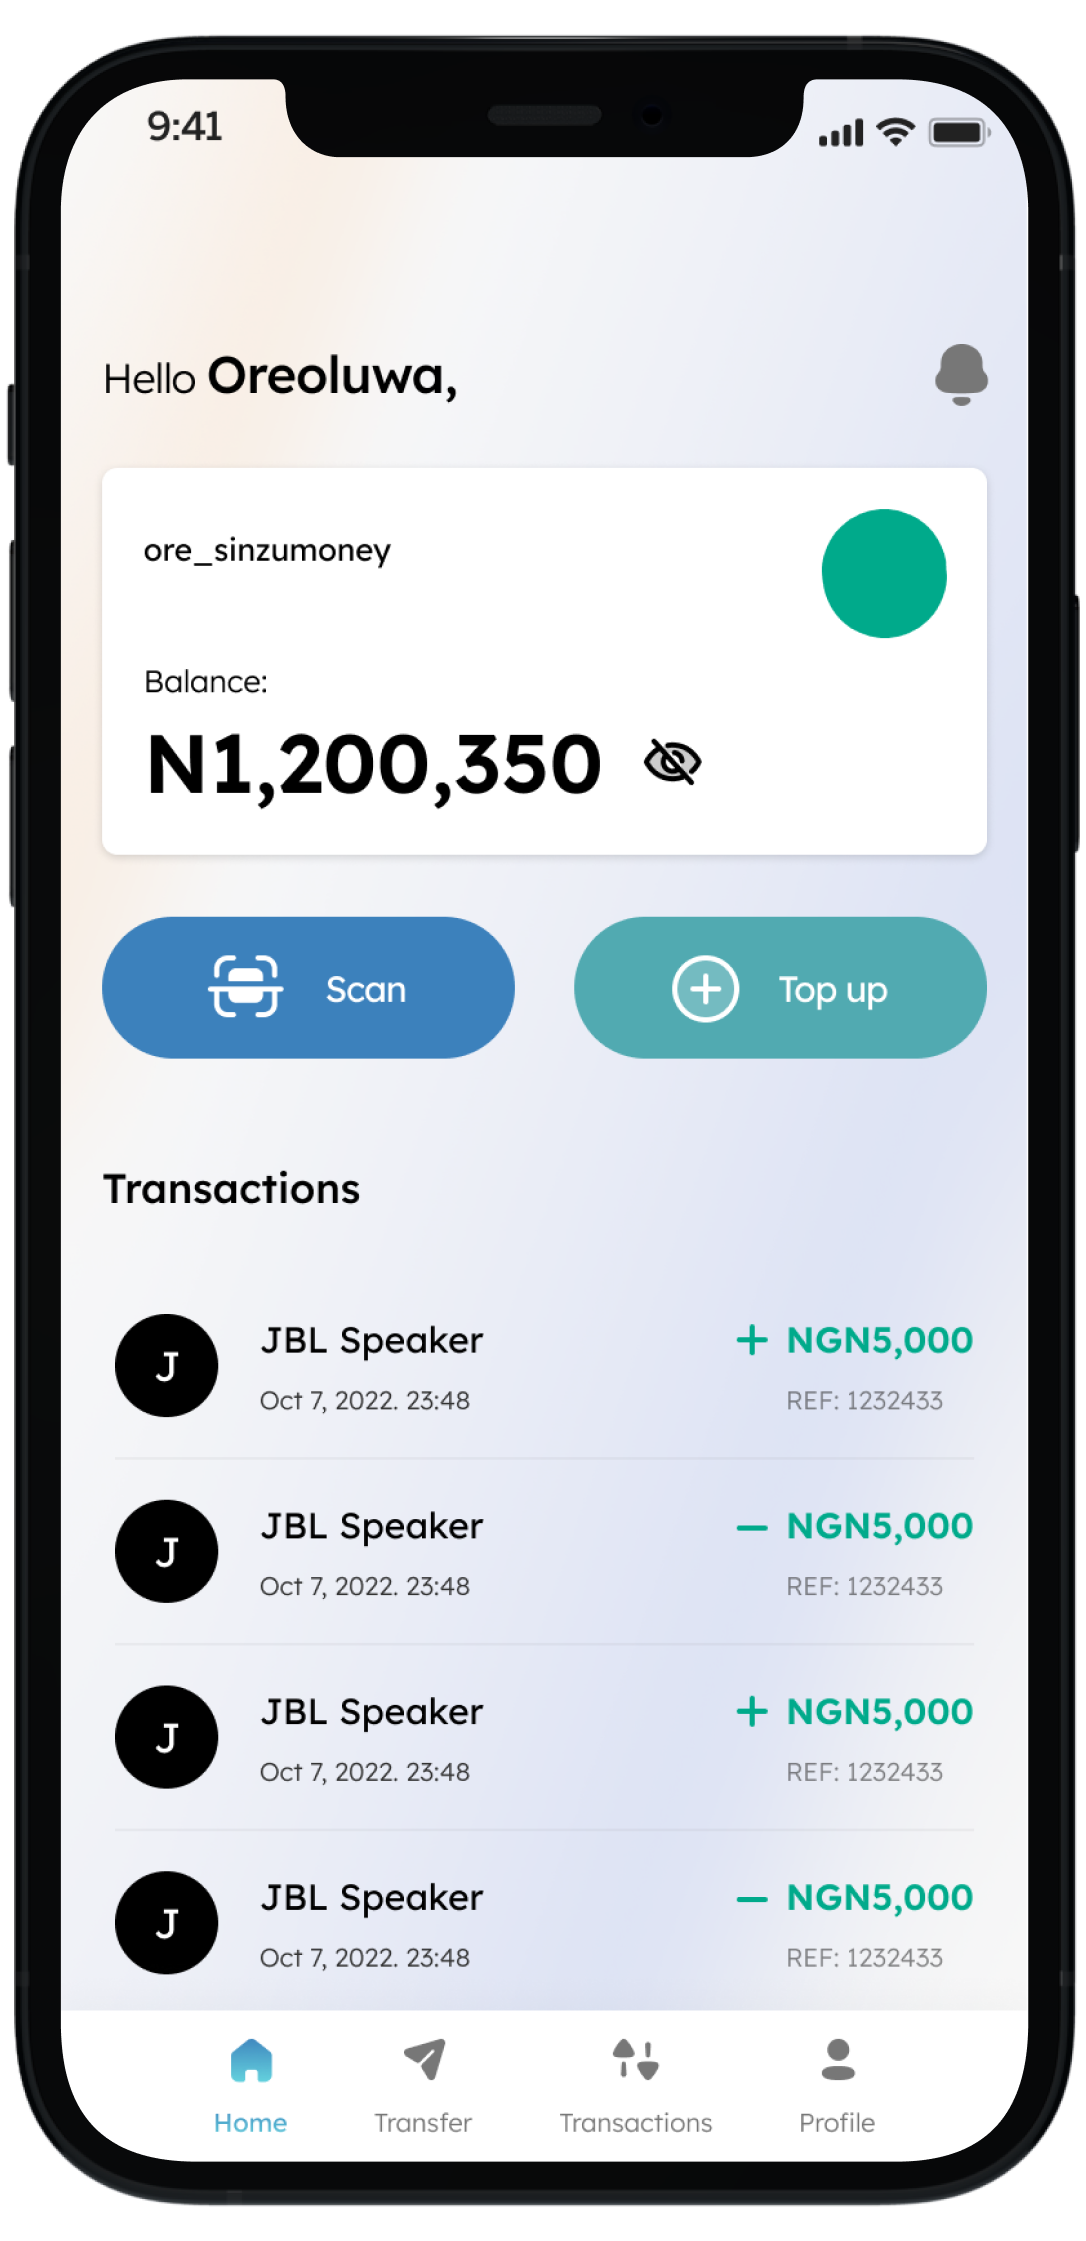 9:41
Hello Oreoluwa,
ore_sinzumoney
Balance:
N1,200,350
Scan
Top up
Transactions
J
JBL Speaker
+ NGN5,000
Oct 7, 2022. 23:48
REF: 1232433
J
JBL Speaker
– NGN5,000
Oct 7, 2022. 23:48
REF: 1232433
J
JBL Speaker
+ NGN5,000
Oct 7, 2022. 23:48
REF: 1232433
J
JBL Speaker
– NGN5,000
Oct 7, 2022. 23:48
REF: 1232433
Home
Transfer
Transactions
Profile